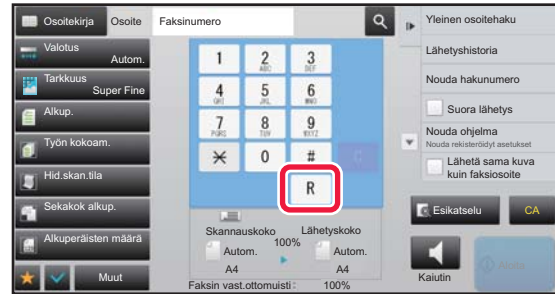 Osoitekirja
Osoite
Faksinumero
Valotus
Autom.
Tarkkuus
Super Fine
Alkup.
Työn kokoam.
Hid.skan.tila
Sekakok alkup.
Alkuperäisten määrä
Muut
1
2
ABC
3
DEF
4
GHI
5
JKL
6
MNO
7
PQRS
8
TUV
9
WXYZ
0
#
C
R
Skannauskoko
Lähetyskoko
100%
Autom.
Autom.
A4
A4
Faksin vast.ottomuisti:
100%
Yleinen osoitehaku
Lähetyshistoria
Nouda hakunumero
Suora lähetys
Nouda ohjelma
Nouda rekisteröidyt asetukset
Lähetä sama kuva
kuin faksiosoite
Esikatselu
CA
Kaiutin
Aloita